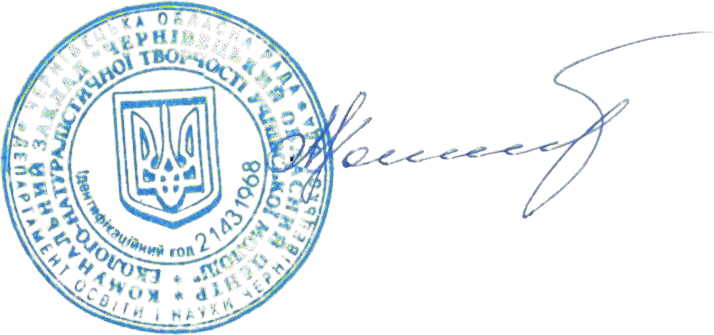 ЧЕРНІВЕЦЬКА ОБЛАСНА РАДА
ДЕПАРТАМЕНТ ОСВІТИ І НАУКИ ЧЕРНІВЕЦЬКО
КОМУНАЛЬНИЙ ЗАКЛАД "ЧЕРНІВЕЦЬКИЙ ОБЛАСНИЙ ЦЕНТР
ЕКОЛОГО-НАТУРАЛІСТИЧНОЇ ТВОРЧОСТІ УЧНІВСЬКОЇ МОЛОДІ"
Ідентифікаційний код 21431968